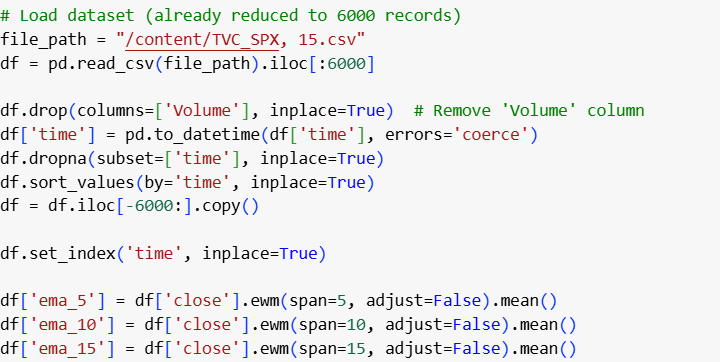 # Load dataset (already reduced to 6000 records)
file_path = "/content/TVC_SPX, 15.csv"
df = pd.read_csv(file_path).iloc[:6000]
df.drop(columns=['Volume'], inplace=True)  # Remove 'Volume' column
df['time'] = pd.to_datetime(df['time'], errors='coerce')
df.dropna(subset=['time'], inplace=True)
df.sort_values(by='time', inplace=True)
df = df.iloc[-6000:].copy()
df.set_index('time', inplace=True)
df['ema_5'] = df['close'].ewm(span=5, adjust=False).mean()
df['ema_10'] = df['close'].ewm(span=10, adjust=False).mean()
df['ema_15'] = df['close'].ewm(span=15, adjust=False).mean()